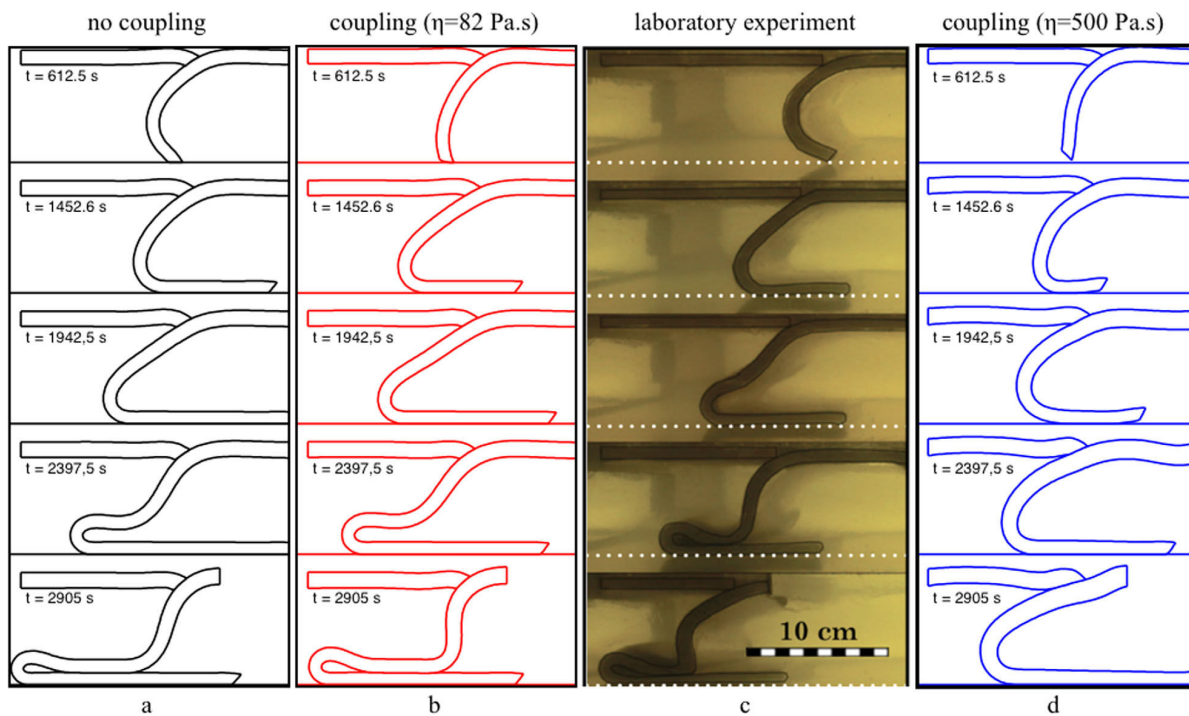 no coupling
coupling (η=82 Pa.s)
laboratory experiment
coupling (η=500 Pa.s)
t = 612.5 s
t = 612.5 s
t = 612.5 s
t = 1452.6 s
t = 1452.6 s
t = 1452.6 s
t = 1942,5 s
t = 1942,5 s
t = 1942,5 s
t = 2397,5 s
t = 2397,5 s
t = 2397,5 s
t = 2905 s
t = 2905 s
t = 2905 s
10 cm
a
b
c
d